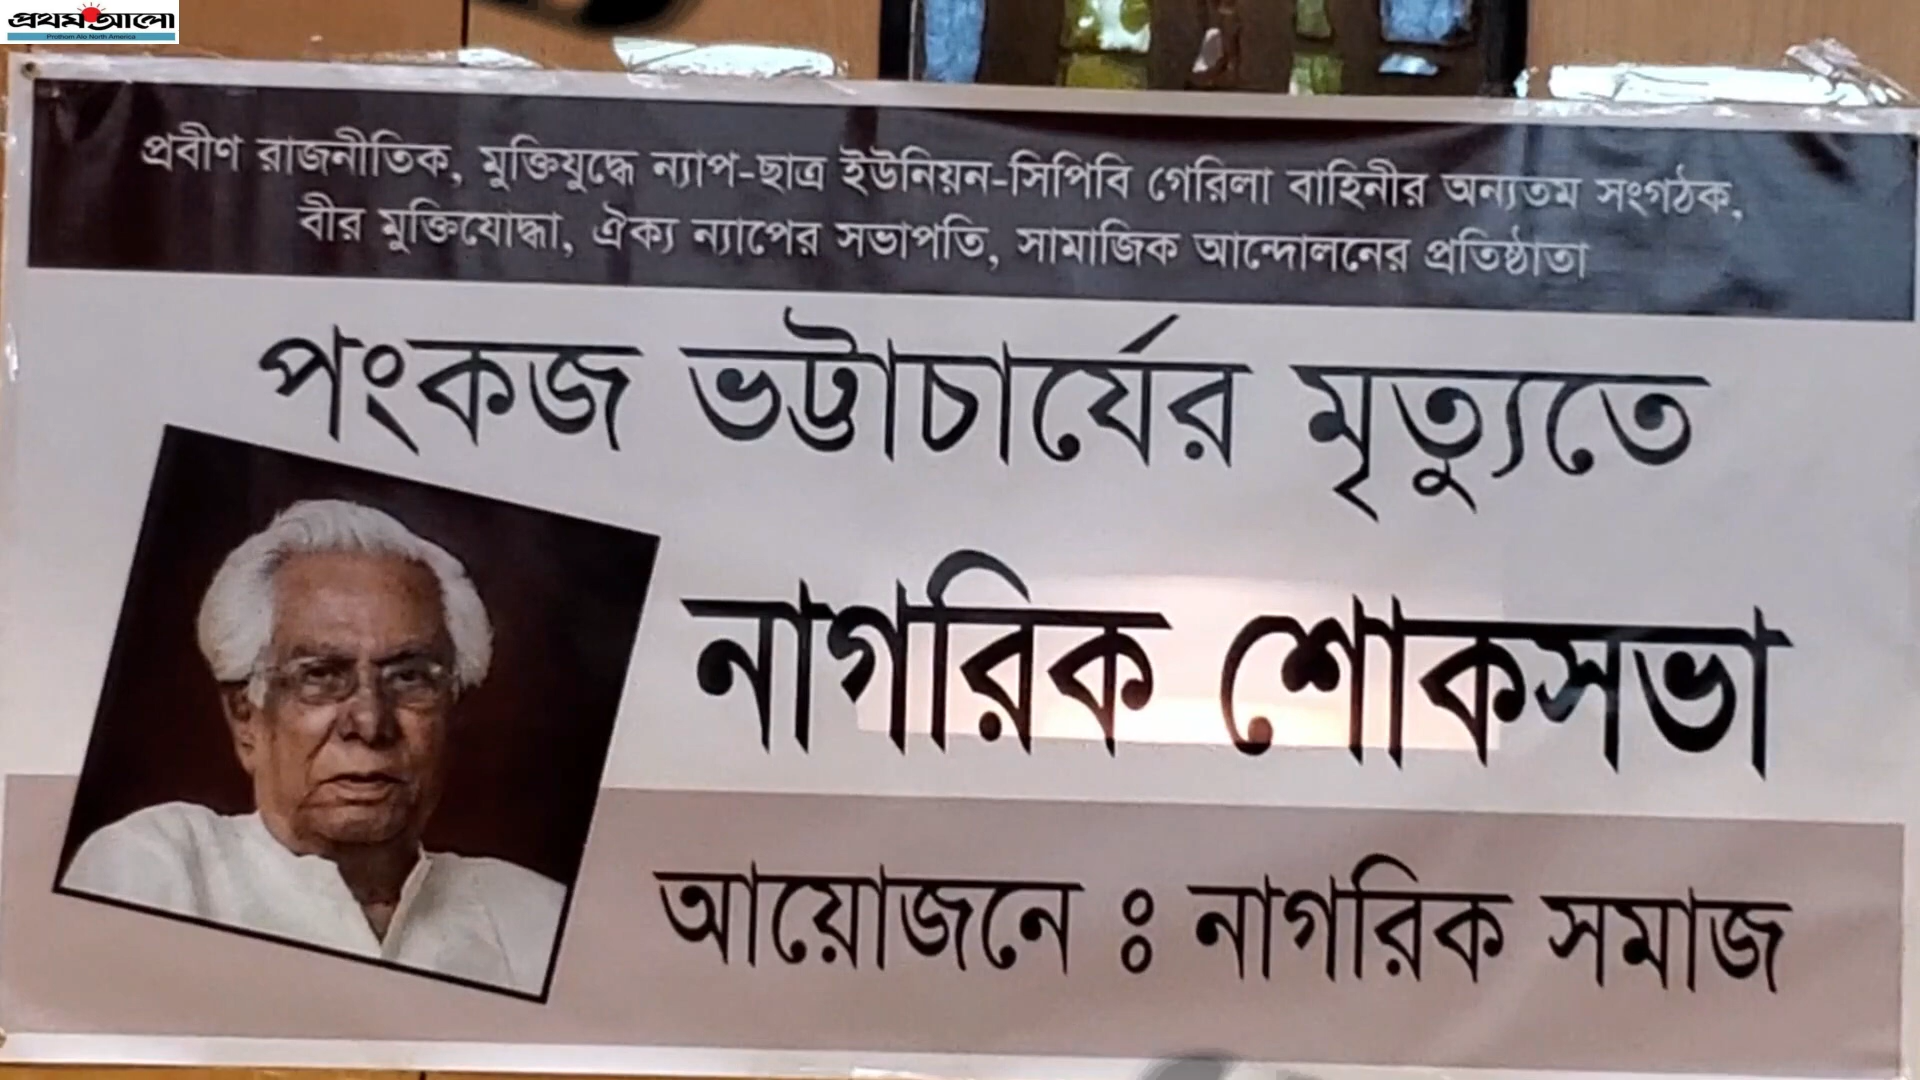 প্রথম আলো
Prothom Alo North America
প্রবীণ রাজনীতিক, মুক্তিযুদ্ধে ন্যাপ-ছাত্র ইউনিয়ন-সিপিবি গেরিলা বাহিনীর অন্যতম সংগঠক,
বীর মুক্তিযোদ্ধা, ঐক্য ন্যাপের সভাপতি, সামাজিক আন্দোলনের প্রতিষ্ঠাতা
পংকজ ভট্টাচার্যের মৃত্যুতে
নাগরিক শোকসভা
আয়োজনে ঃ নাগরিক সমাজ